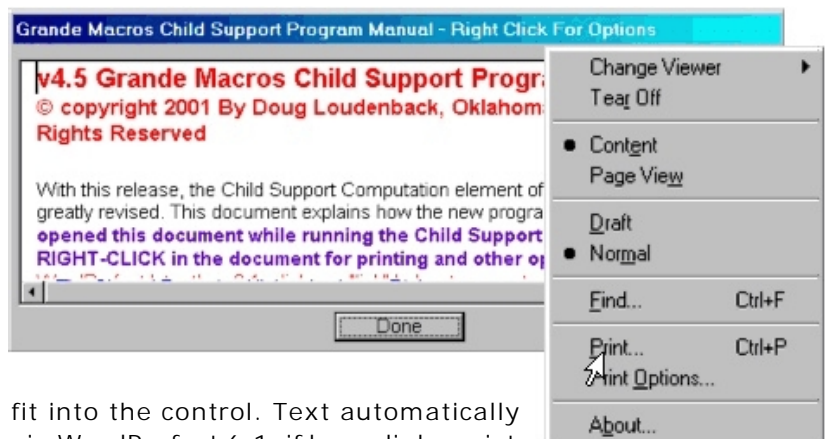 Grande Macros Child Support Program Manual - Right Click For Options
v4.5 Grande Macros Child Support Progr
© copyright 2001 By Doug Loudenback, Oklahom
Rights Reserved
With this release, the Child Support Computation element of
greatly revised. This document explains how the new progra
opened this document while running the Child Support
RIGHT-CLICK in the document for printing and other op
Done
Change Viewer
Tear Off
Content
Page View
Draft
Normal
Find... Ctrl+F
Print... Ctrl+P
Print Options...
About...
fit into the control. Text automatically